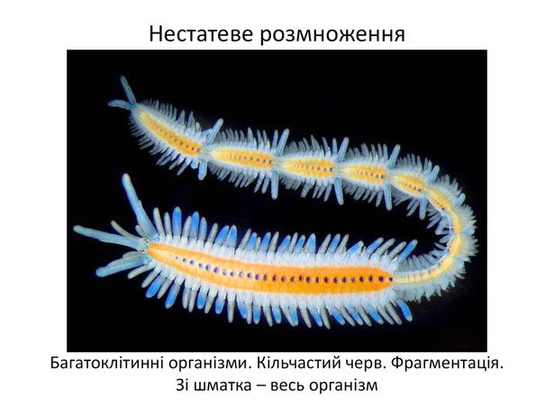 Нестатеве розмноження
Багатоклітинні організми. Кільчастий черв. Фрагментація.
Зі шматка – весь організм